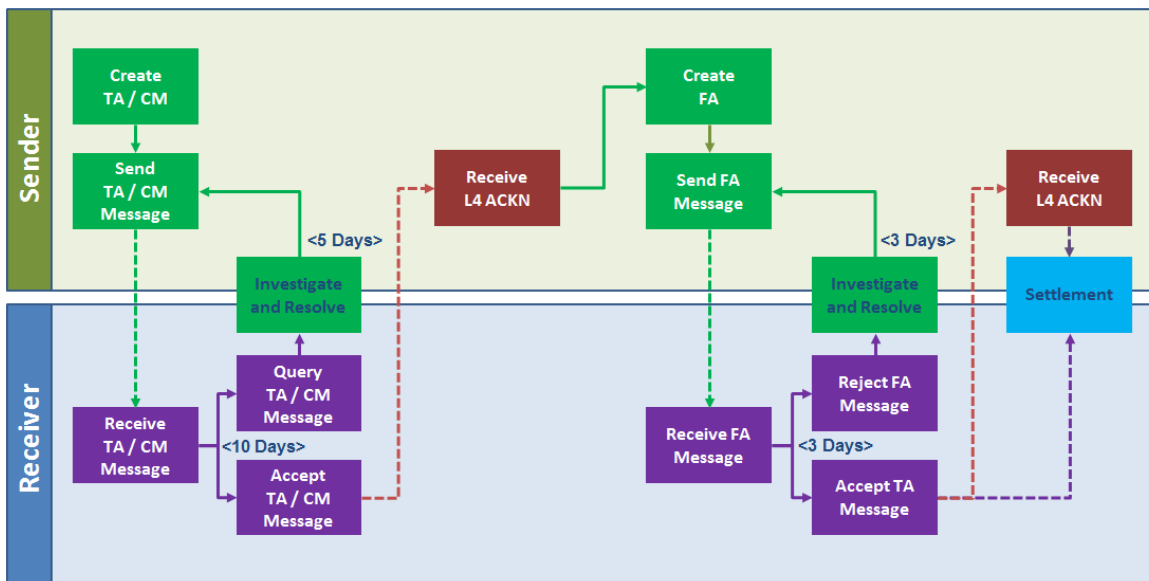 Sender
Create
TA / CM
Send
TA / CM
Message
<5 Days>
Receive
L4 ACKN
Create
FA
Send FA
Message
<3 Days>
Receive
L4 ACKN
Investigate
and Resolve
Investigate
and Resolve
Settlement
Receiver
Receive
TA / CM
Message
Query
TA / CM
Message
<10 Days>
Accept
TA / CM
Message
Receive FA
Message
Reject FA
Message
<3 Days>
Accept TA
Message